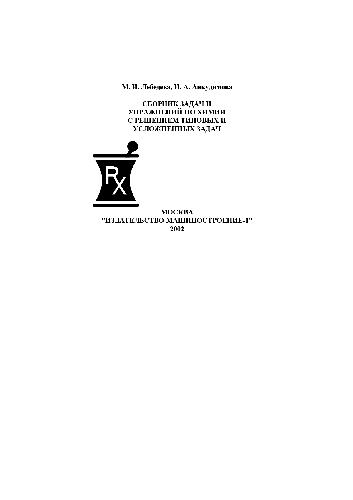 М. И. Лебедева, И. А. Анкудимова
СБОРНИК ЗАДАЧ И
УПРАЖНЕНИЙ ПО ХИМИИ
С РЕШЕНИЕМ ТИПОВЫХ И
УСЛОЖНЕННЫХ ЗАДАЧ
RX
МОСКВА
"ИЗДАТЕЛЬСТВО МАШИНОСТРОЕНИЕ-1"
2002